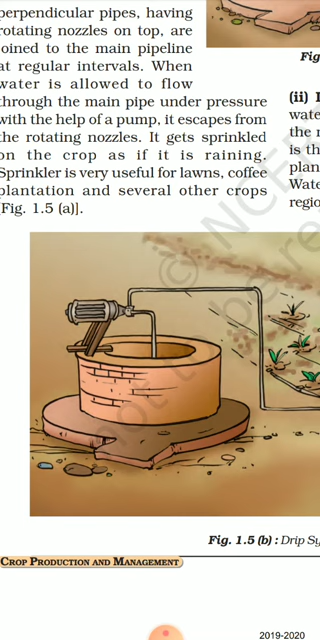 perpendicular pipes, having
rotating nozzles on top, are
joined to the main pipeline
at regular intervals. When
water is allowed to flow
through the main pipe under pressure
with the help of a pump, it escapes from
the rotating nozzles. It gets sprinkled
on the crop as if it is raining.
Sprinkler is very useful for lawns, coffee
plantation and several other crops
[Fig. 1.5 (a)].
Fig
(ii)
wate
the
is th
plan
Wate
regio
Fig. 1.5 (b) : Drip Sy
CROP PRODUCTION AND MANAGEMENT
2019-2020